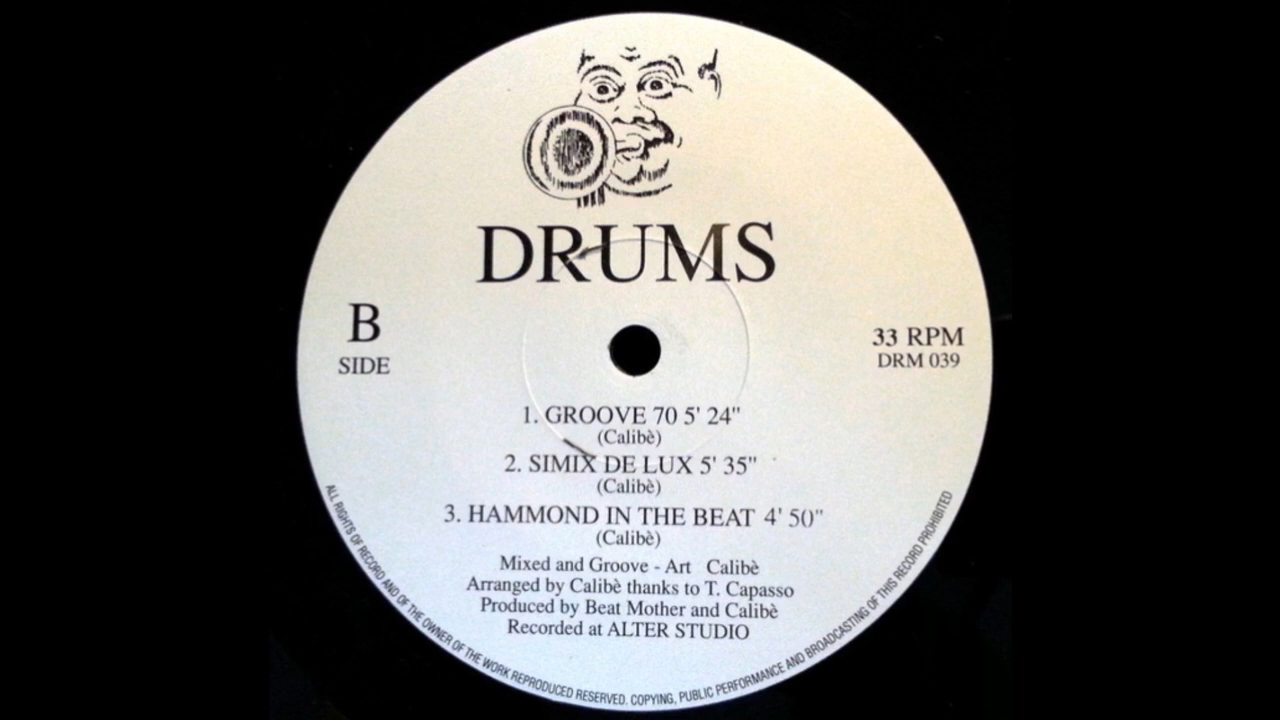 DRUMS
B
SIDE
33 RPM
DRM 039
1. GROOVE 70 5' 24"
(Calibè)
2. SIMIX DE LUX 5' 35"
(Calibè)
3. HAMMOND IN THE BEAT 4' 50"
(Calibè)
Mixed and Groove - Art Calibè
Arranged by Calibè thanks to T. Capasso
Produced by Beat Mother and Calibè
Recorded at ALTER STUDIO
ALL RIGHTS OF RECORD AND OF THE OWNER OF THE WORK REPRODUCED RESERVED. COPYING, PUBLIC PERFORMANCE AND BROADCASTING OF THIS RECORD PROHIBITED